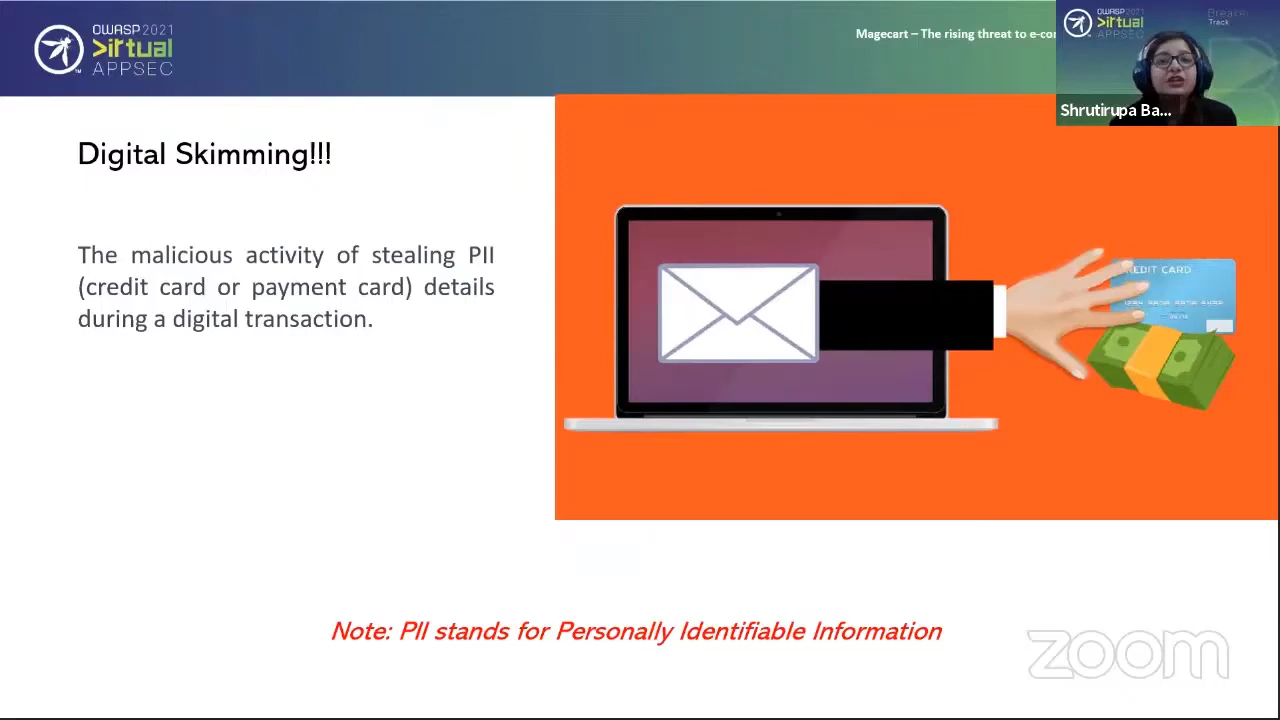 OWASP 2021
>irtual
APPSEC
Magecart – The rising threat to e-co
OWASP 2021
>irtual
APPSEC
Track
Shrutirupa Ba...
Digital Skimming!!!
The malicious activity of stealing PII
(credit card or payment card) details
during a digital transaction.
CARD
Note: PII stands for Personally Identifiable Information
zoom